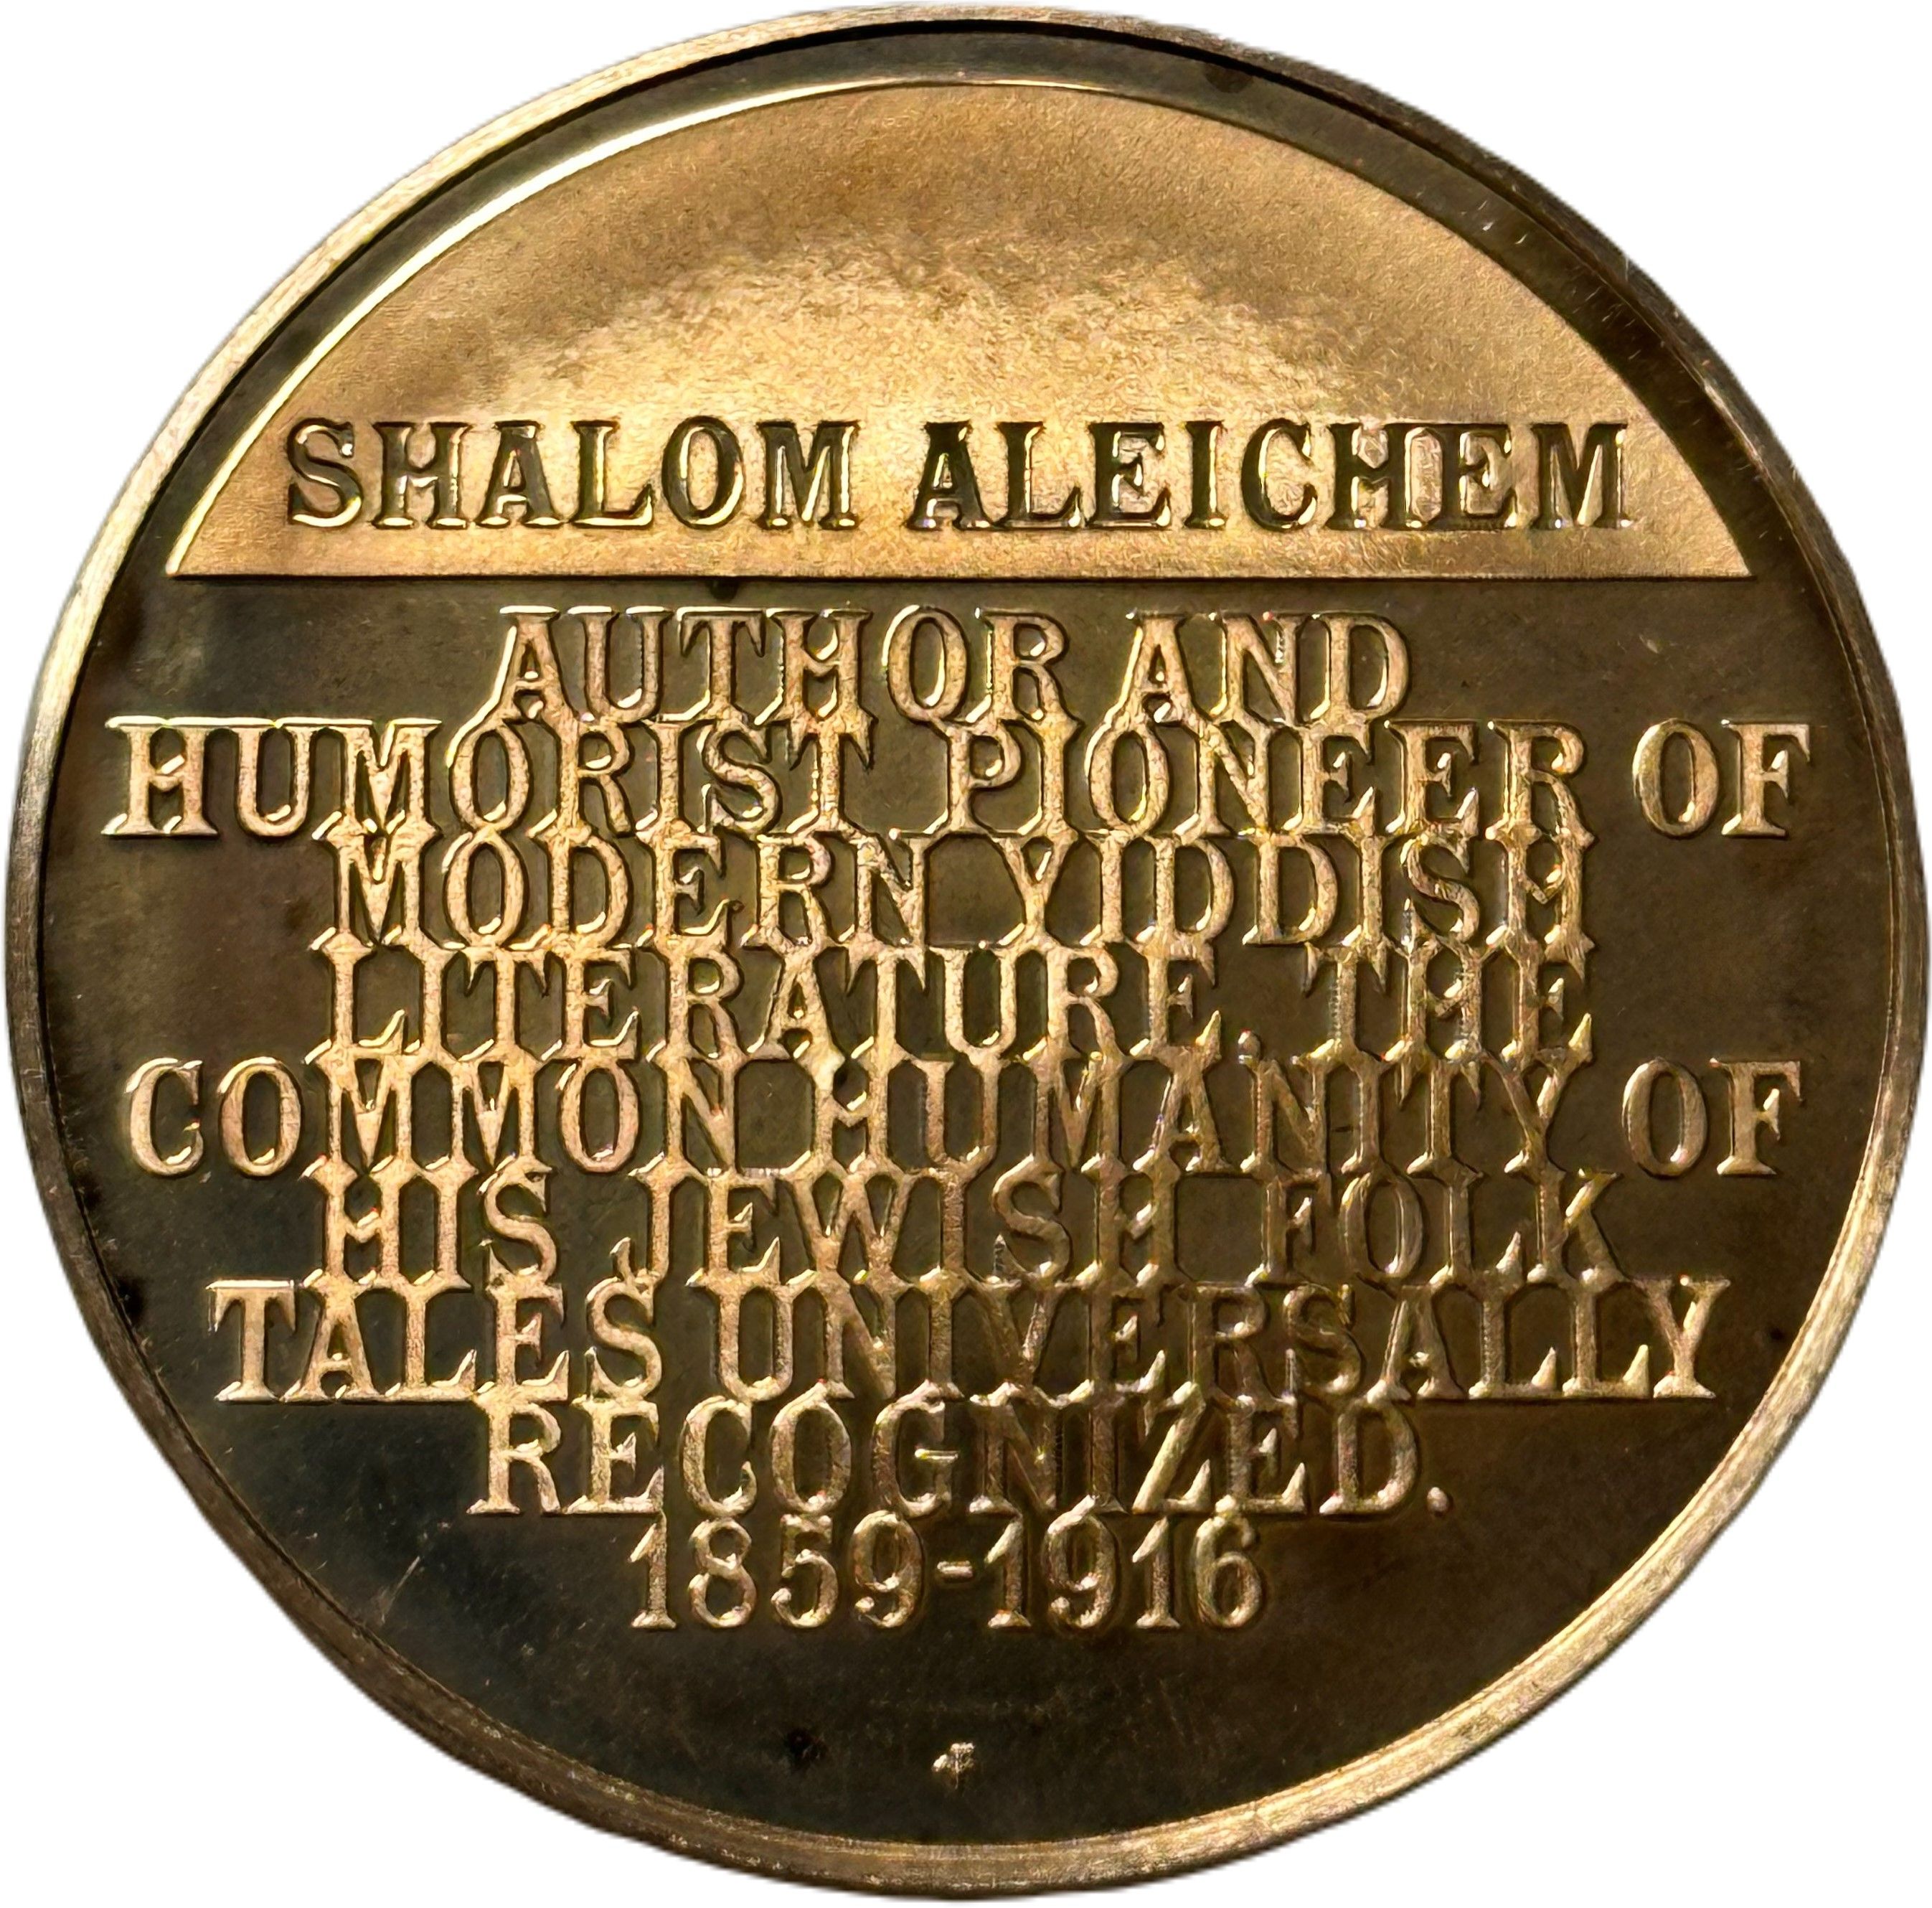 SHALOM ALEICHEM
AUTHOR AND
HUMORIST PIONEER OF
MODERN YIDDISH
LITERATURE. THE
COMMON HUMANITY OF
HIS JEWISH FOLK
TALES UNIVERSALLY
RECOGNIZED.
1859-1916